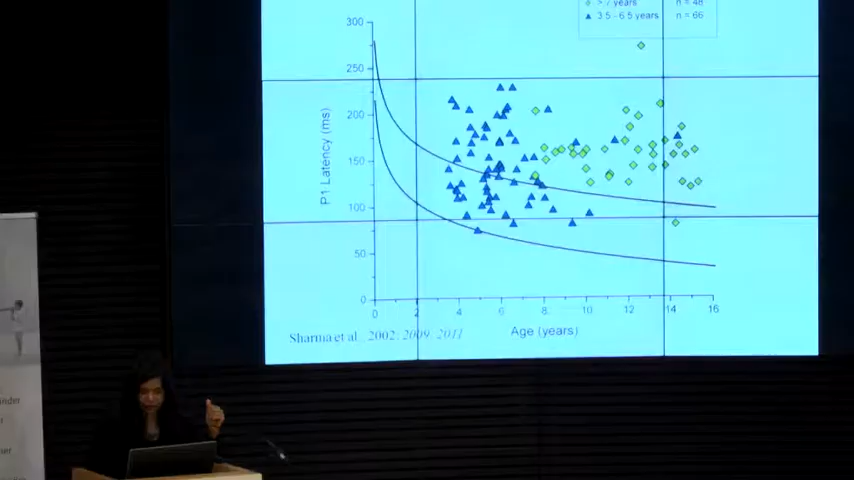 > 7 years n = 48
3.5 - 6.5 years n = 66
300
250
200
150
100
50
0
P1 Latency (ms)
0 2 4 6 8 10 12 14 16
Age (years)
Sharma et al., 2002; 2009, 2011